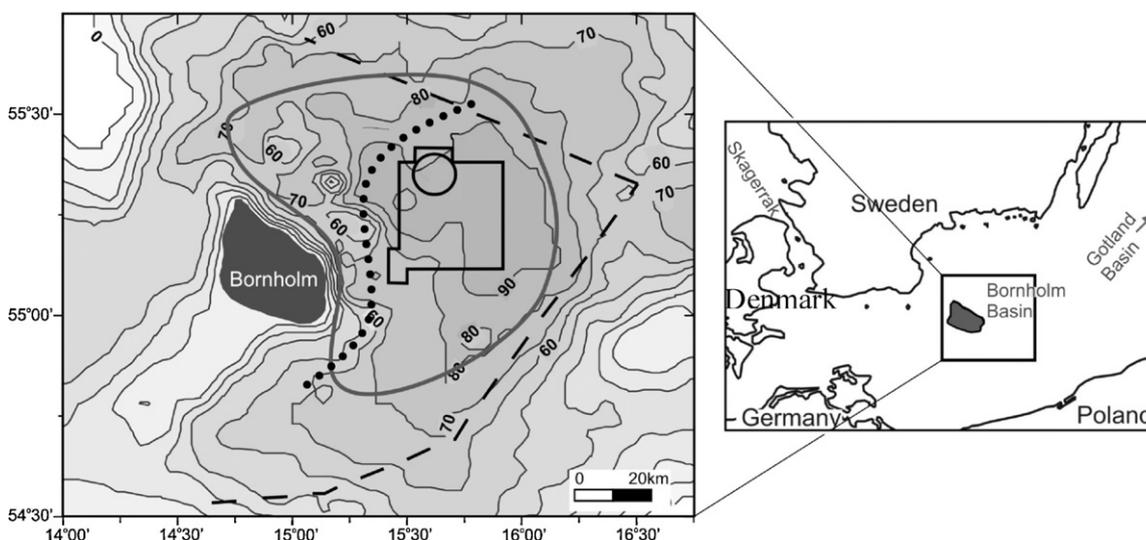 0
60
70
80
55°30'
70
60
60
70
70
60
Bornholm
90
55°00'
60
80
60
80
70
0 20km
54°30'
14°00' 14°30' 15°00' 15°30' 16°00' 16°30'
Skagerrak
Sweden
Gotland
Basin
Denmark
Bornholm
Basin
Germany
Poland